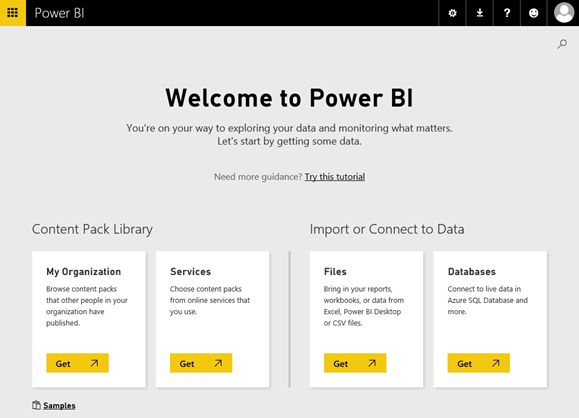 Power BI
?
Welcome to Power BI
You're on your way to exploring your data and monitoring what matters.
Let's start by getting some data.
Need more guidance? Try this tutorial
Content Pack Library
Import or Connect to Data
My Organization
Browse content packs
that other people in your
organization have
published.
Get
Services
Choose content packs
from online services that
you use.
Get
Files
Bring in your reports,
workbooks, or data from
Excel, Power BI Desktop
or CSV files.
Get
Databases
Connect to live data in
Azure SQL Database and
more.
Get
Samples